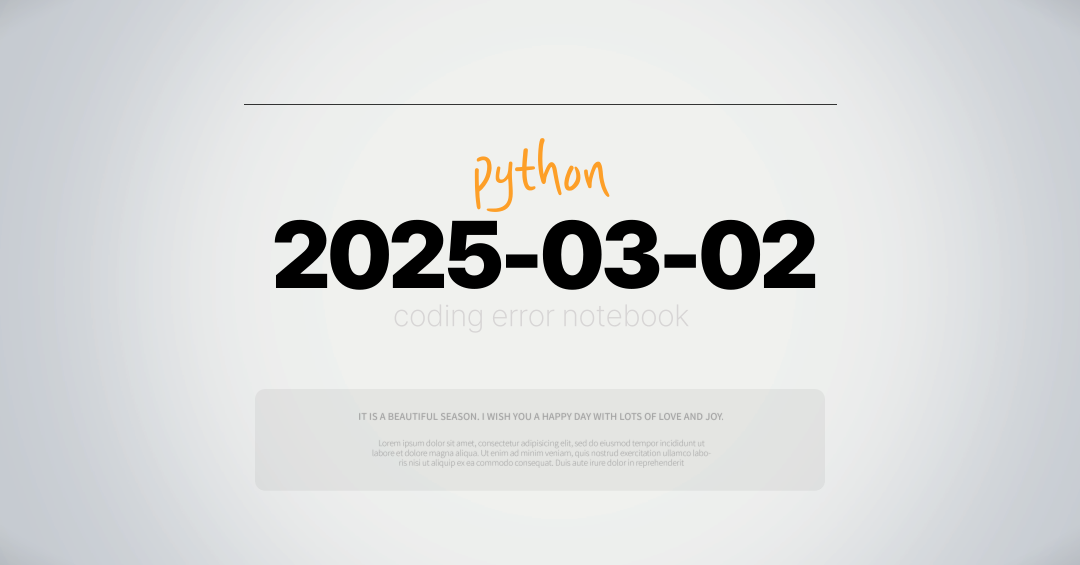 python
2025-03-02
coding error notebook
IT IS A BEAUTIFUL SEASON. I WISH YOU A HAPPY DAY WITH LOTS OF LOVE AND JOY.
Lorem ipsum dolor sit amet, consectetur adipisicing elit, sed do eiusmod tempor incididunt ut
labore et dolore magna aliqua. Ut enim ad minim veniam, quis nostrud exercitation ullamco labo-
ris nisi ut aliquip ex ea commodo consequat. Duis aute irure dolor in reprehenderit